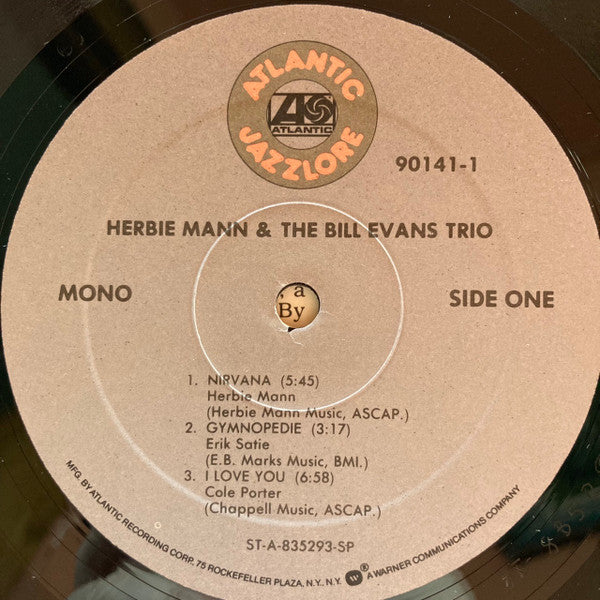 ATLANTIC
AS
ATLANTIC
JAZZLORE
90141-1
HERBIE MANN & THE BILL EVANS TRIO
MONO
SIDE ONE
, a
By
1. NIRVANA (5:45)
Herbie Mann
(Herbie Mann Music, ASCAP.)
2. GYMNOPEDIE (3:17)
Erik Satie
(E.B. Marks Music, BMI.)
3. I LOVE YOU (6:58)
Cole Porter
(Chappell Music, ASCAP.)
ST-A-835293-SP
MFG. BY ATLANTIC RECORDING CORP. 75 ROCKEFELLER PLAZA, N.Y. N.Y. W ® A WARNER COMMUNICATIONS COMPANY